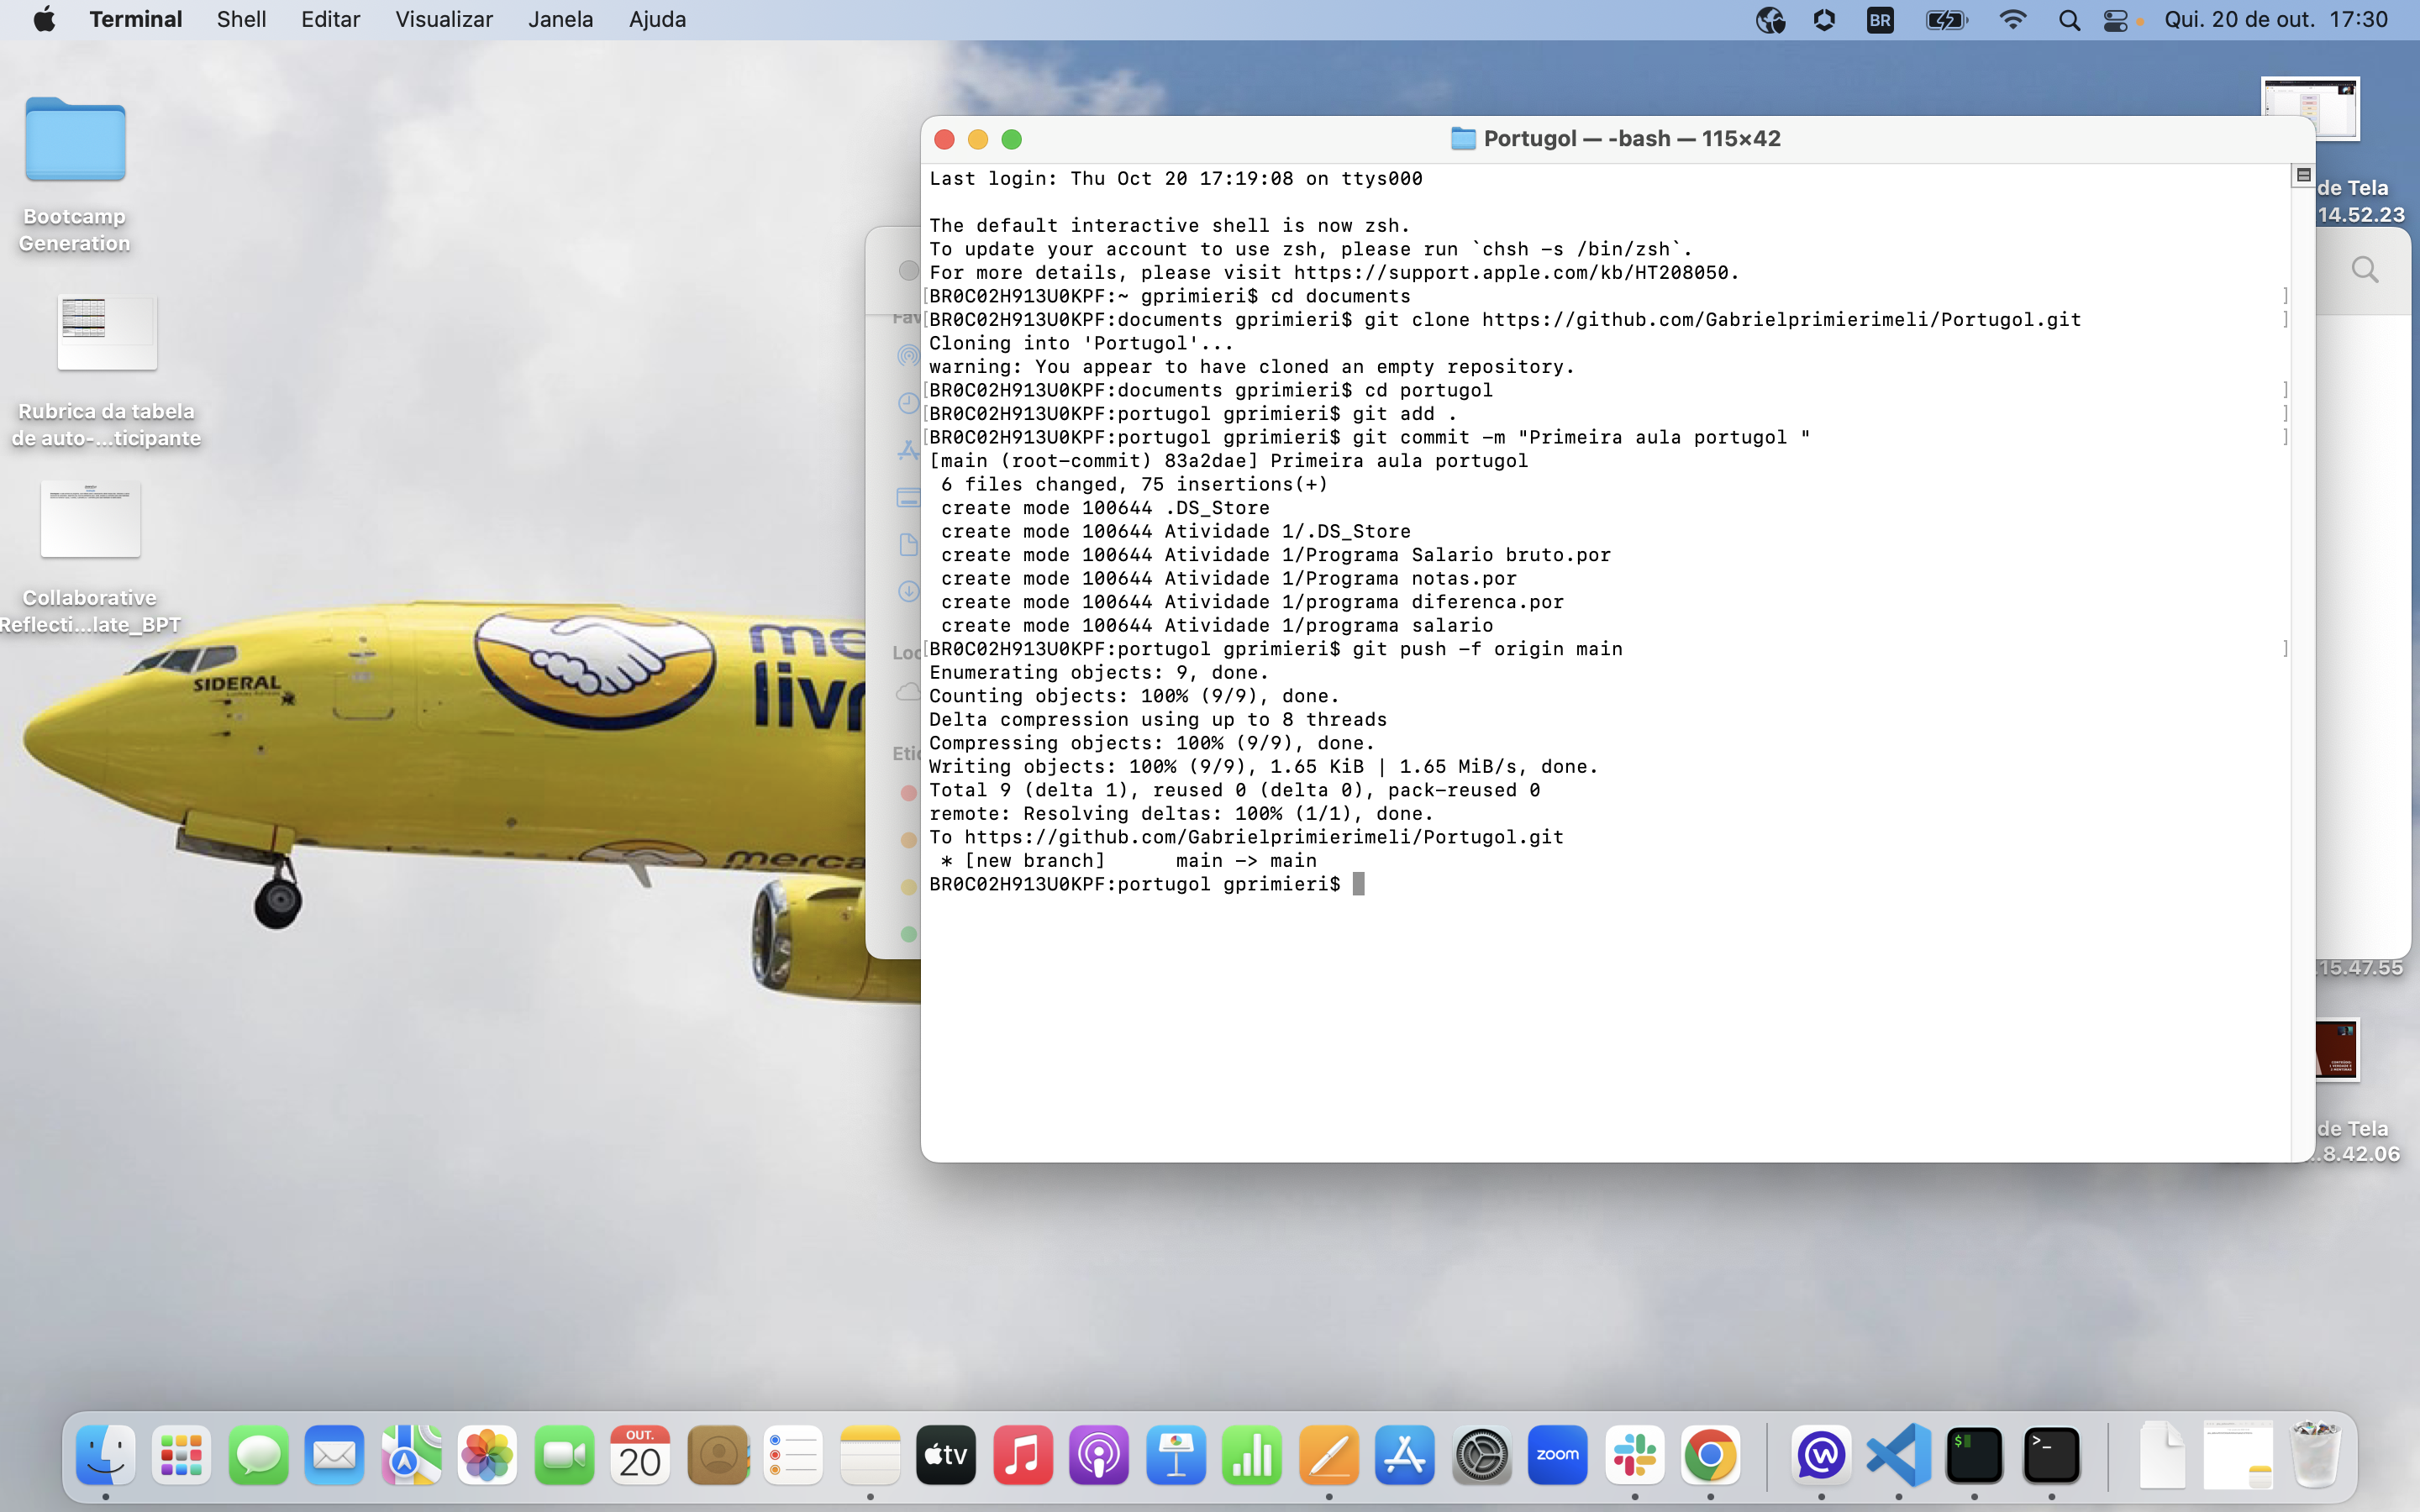 Terminal Shell Editar Visualizar Janela Ajuda
BR
Qui. 20 de out. 17:30
Bootcamp
Generation
Rubrica da tabela
de auto-...ticipante
Collaborative
Reflecti...late_BPT
SIDERAL
me
livr
merca
de Tela
14.52.23
Fav
Loc
Etic
15.47.55
de Tela
...8.42.06
Portugol — -bash — 115×42
Last login: Thu Oct 20 17:19:08 on ttys000
The default interactive shell is now zsh.
To update your account to use zsh, please run `chsh -s /bin/zsh`.
For more details, please visit https://support.apple.com/kb/HT208050.
[BR0C02H913U0KPF:~ gprimieri$ cd documents ]
[BR0C02H913U0KPF:documents gprimieri$ git clone https://github.com/Gabrielprimierimeli/Portugol.git ]
Cloning into 'Portugol'...
warning: You appear to have cloned an empty repository.
[BR0C02H913U0KPF:documents gprimieri$ cd portugol ]
[BR0C02H913U0KPF:portugol gprimieri$ git add . ]
[BR0C02H913U0KPF:portugol gprimieri$ git commit -m "Primeira aula portugol " ]
[main (root-commit) 83a2dae] Primeira aula portugol
6 files changed, 75 insertions(+)
create mode 100644 .DS_Store
create mode 100644 Atividade 1/.DS_Store
create mode 100644 Atividade 1/Programa Salario bruto.por
create mode 100644 Atividade 1/Programa notas.por
create mode 100644 Atividade 1/programa diferenca.por
create mode 100644 Atividade 1/programa salario
[BR0C02H913U0KPF:portugol gprimieri$ git push -f origin main ]
Enumerating objects: 9, done.
Counting objects: 100% (9/9), done.
Delta compression using up to 8 threads
Compressing objects: 100% (9/9), done.
Writing objects: 100% (9/9), 1.65 KiB | 1.65 MiB/s, done.
Total 9 (delta 1), reused 0 (delta 0), pack-reused 0
remote: Resolving deltas: 100% (1/1), done.
To https://github.com/Gabrielprimierimeli/Portugol.git
* [new branch] main -> main
BR0C02H913U0KPF:portugol gprimieri$
OUT.
20
tv
zoom
W
$
>_